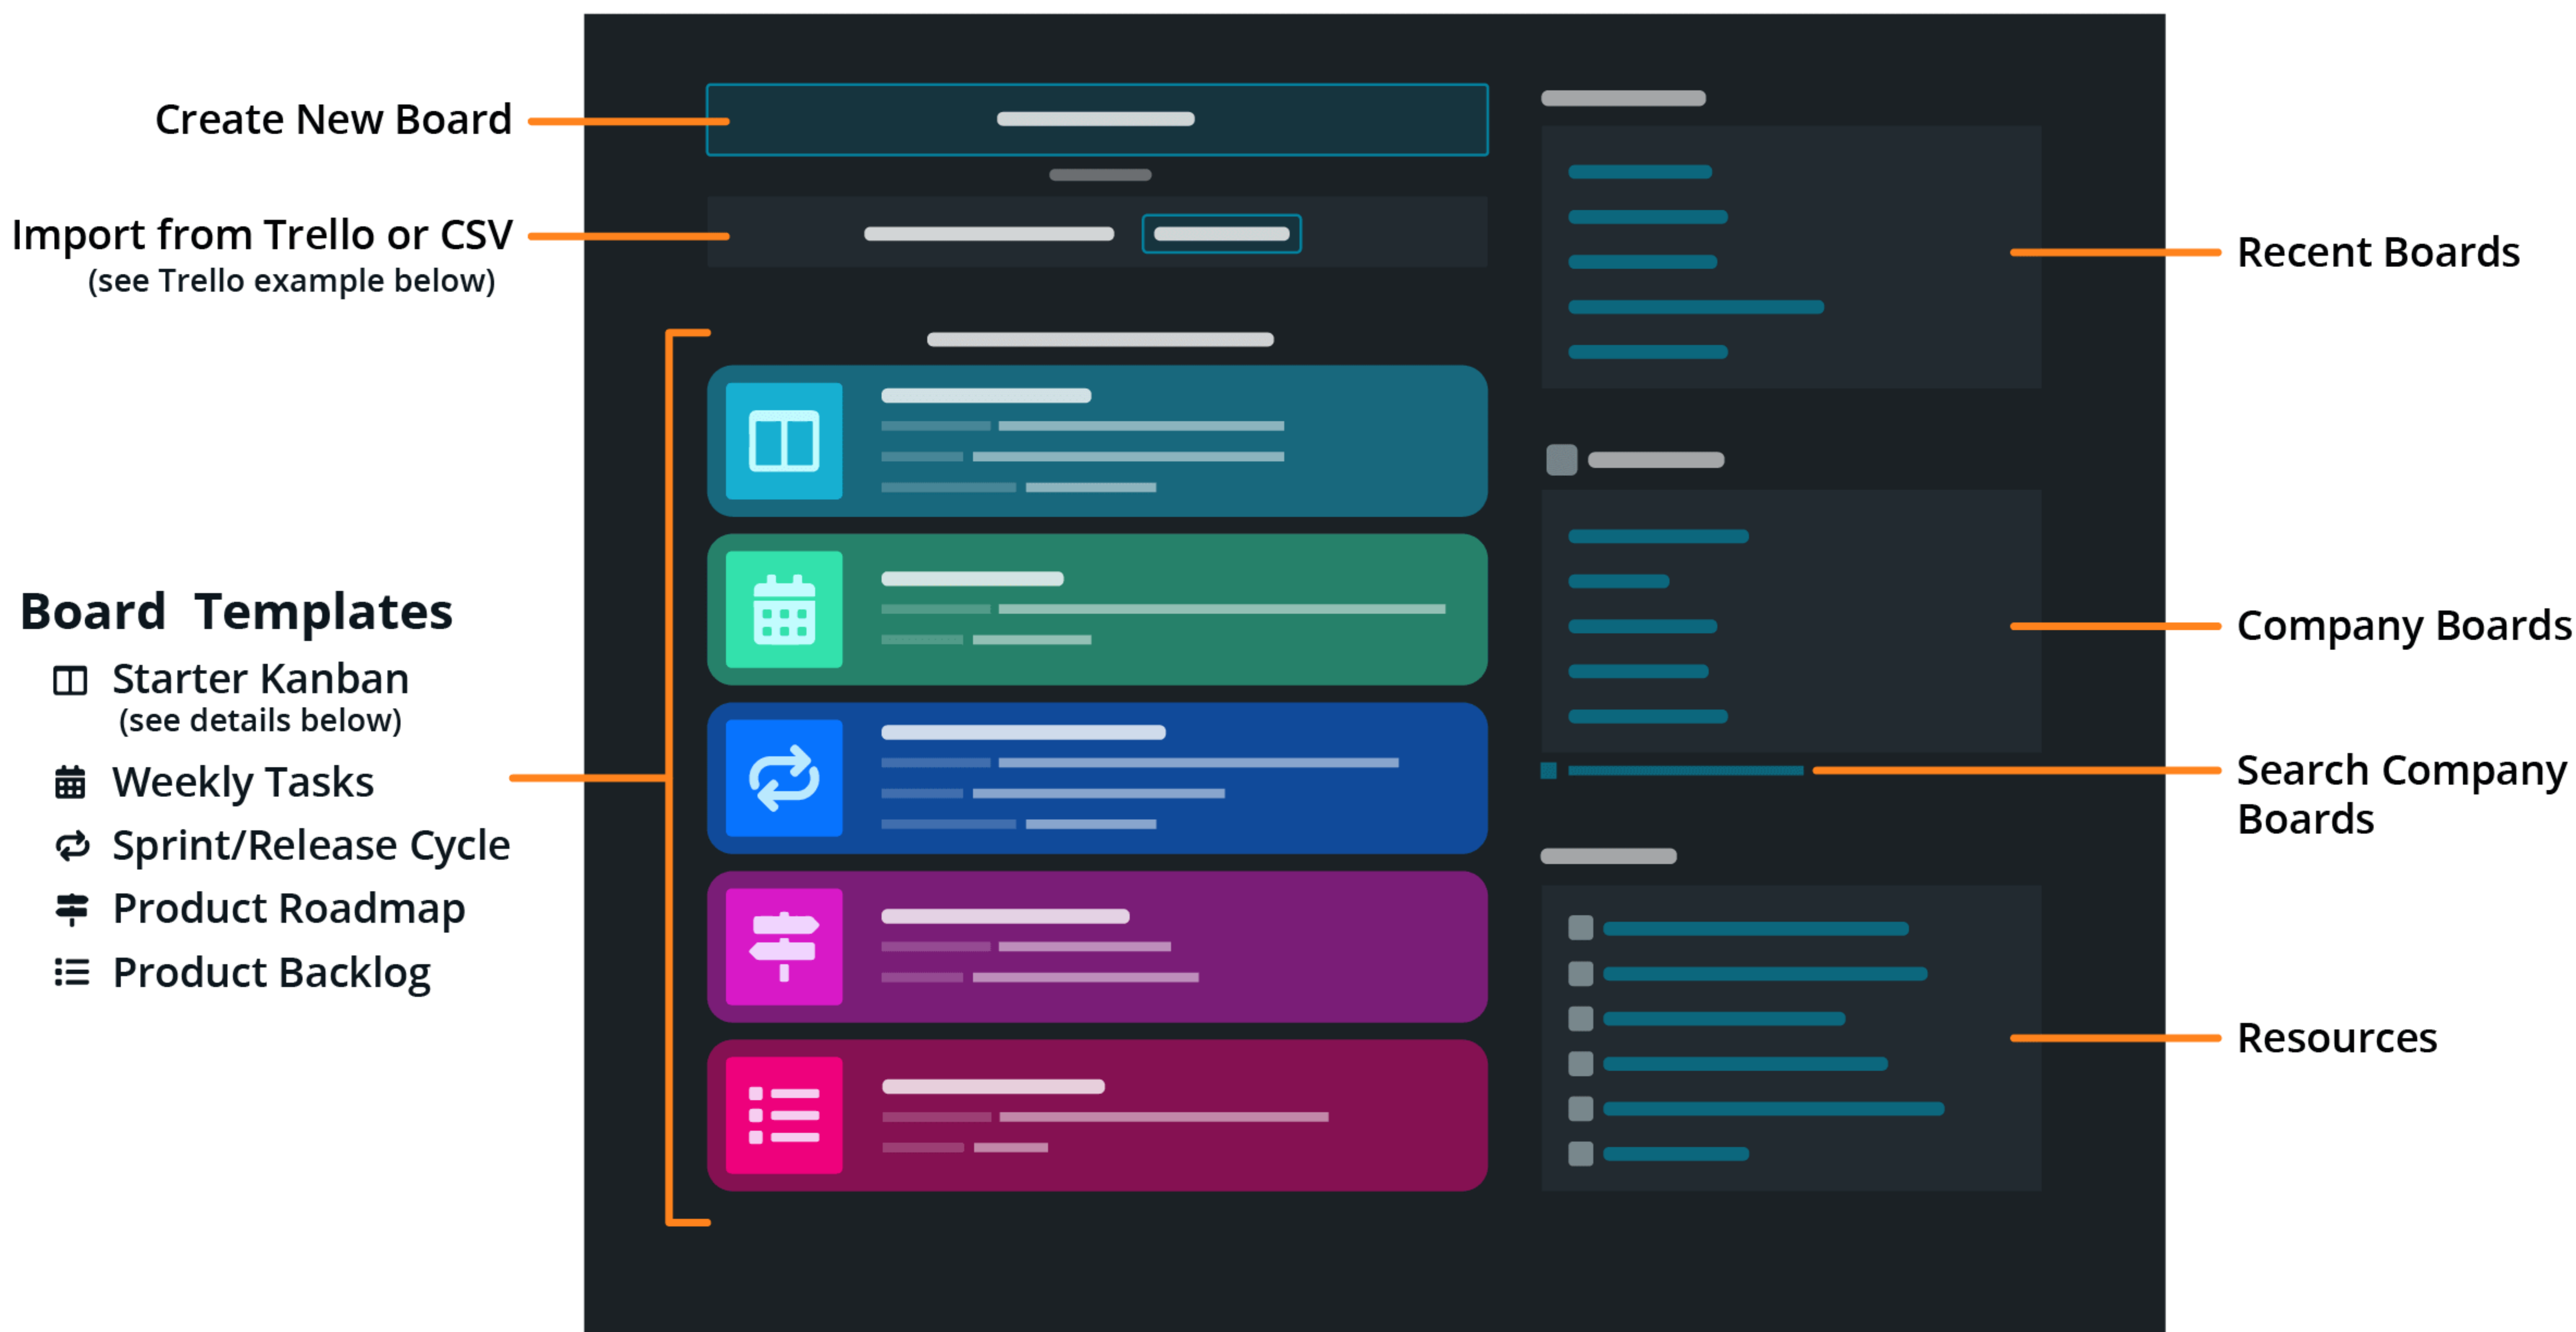 Create New Board
Import from Trello or CSV
(see Trello example below)
Board Templates
Starter Kanban
(see details below)
Weekly Tasks
Sprint/Release Cycle
Product Roadmap
Product Backlog
Recent Boards
Company Boards
Search Company
Boards
Resources